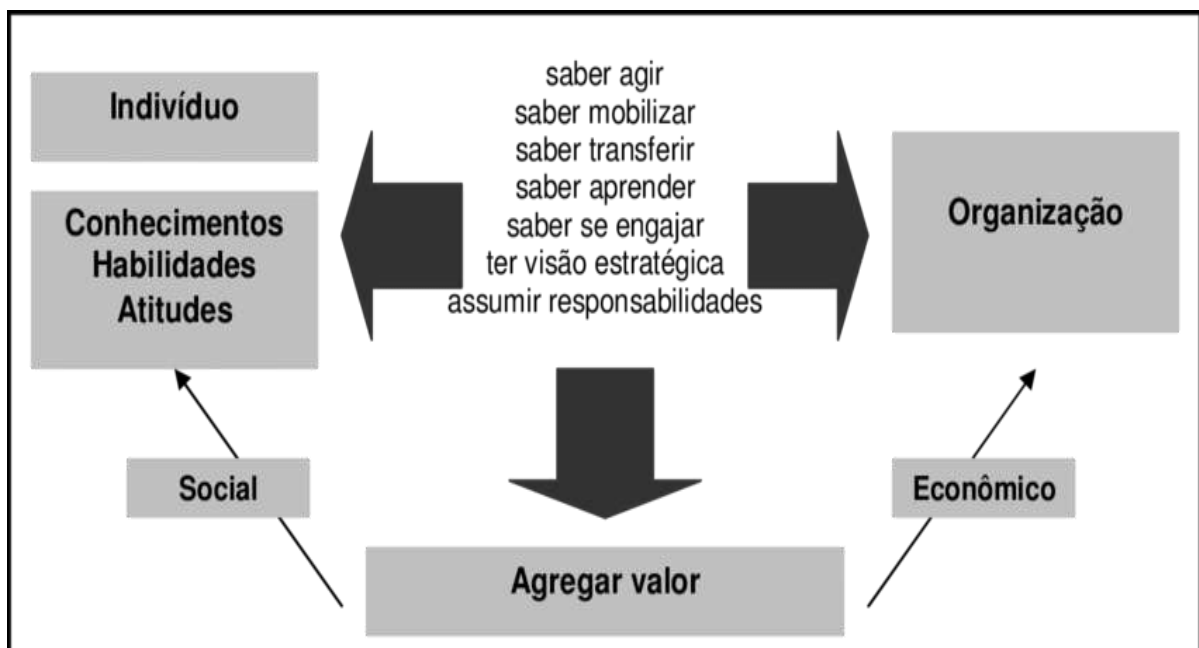 Indivíduo
Conhecimentos
Habilidades
Atitudes
saber agir
saber mobilizar
saber transferir
saber aprender
saber se engajar
ter visão estratégica
assumir responsabilidades
Organização
Social
Econômico
Agregar valor